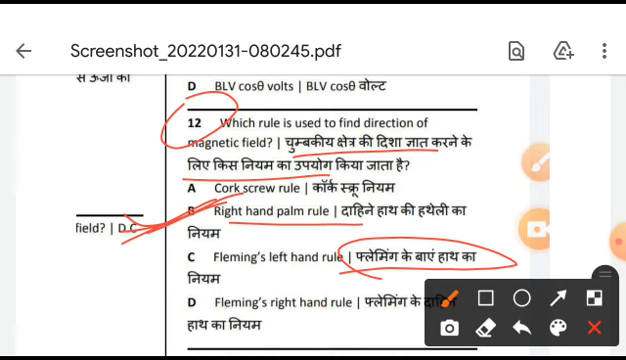 Screenshot_20220131-080245.pdf
से ऊर्जा का
D BLV cosθ volts | BLV cosθ वोल्ट
12 Which rule is used to find direction of
magnetic field? | चुम्बकीय क्षेत्र की दिशा ज्ञात करने के
लिए किस नियम का उपयोग किया जाता है?
A Cork screw rule | कॉर्क स्क्रू नियम
B Right hand palm rule | दाहिने हाथ की हथेली का
field? | D.C
नियम
C Fleming's left hand rule | फ्लेमिंग के बाएं हाथ का
नियम
D Fleming's right hand rule | फ्लेमिंग के दाहिने
हाथ का नियम